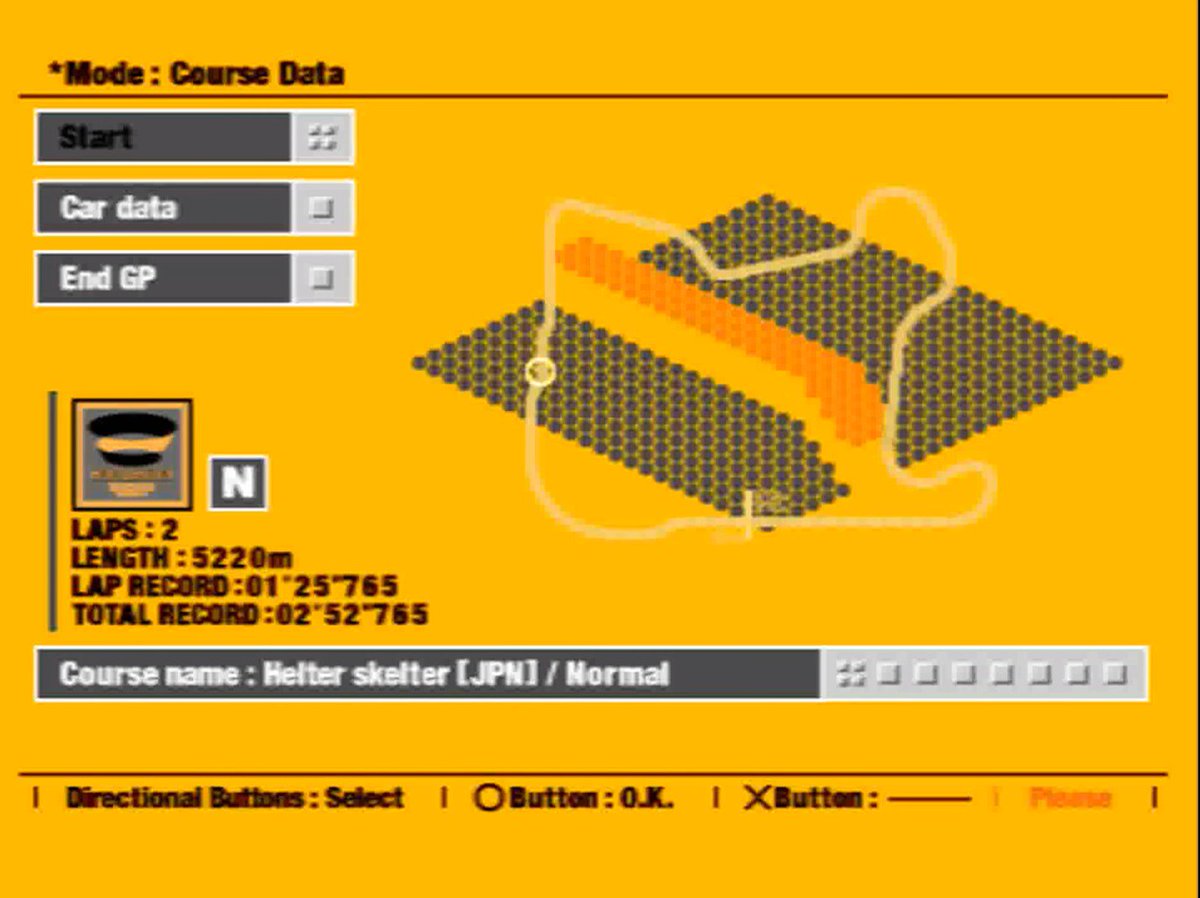 *Mode : Course Data
Start
Car data
End GP
N
LAPS : 2
LENGTH : 5220m
LAP RECORD :01'25"765
TOTAL RECORD :02'52"765
Course name : Helter skelter [JPN] / Normal
Directional Buttons : Select
Button : O.K.
Button :
Please